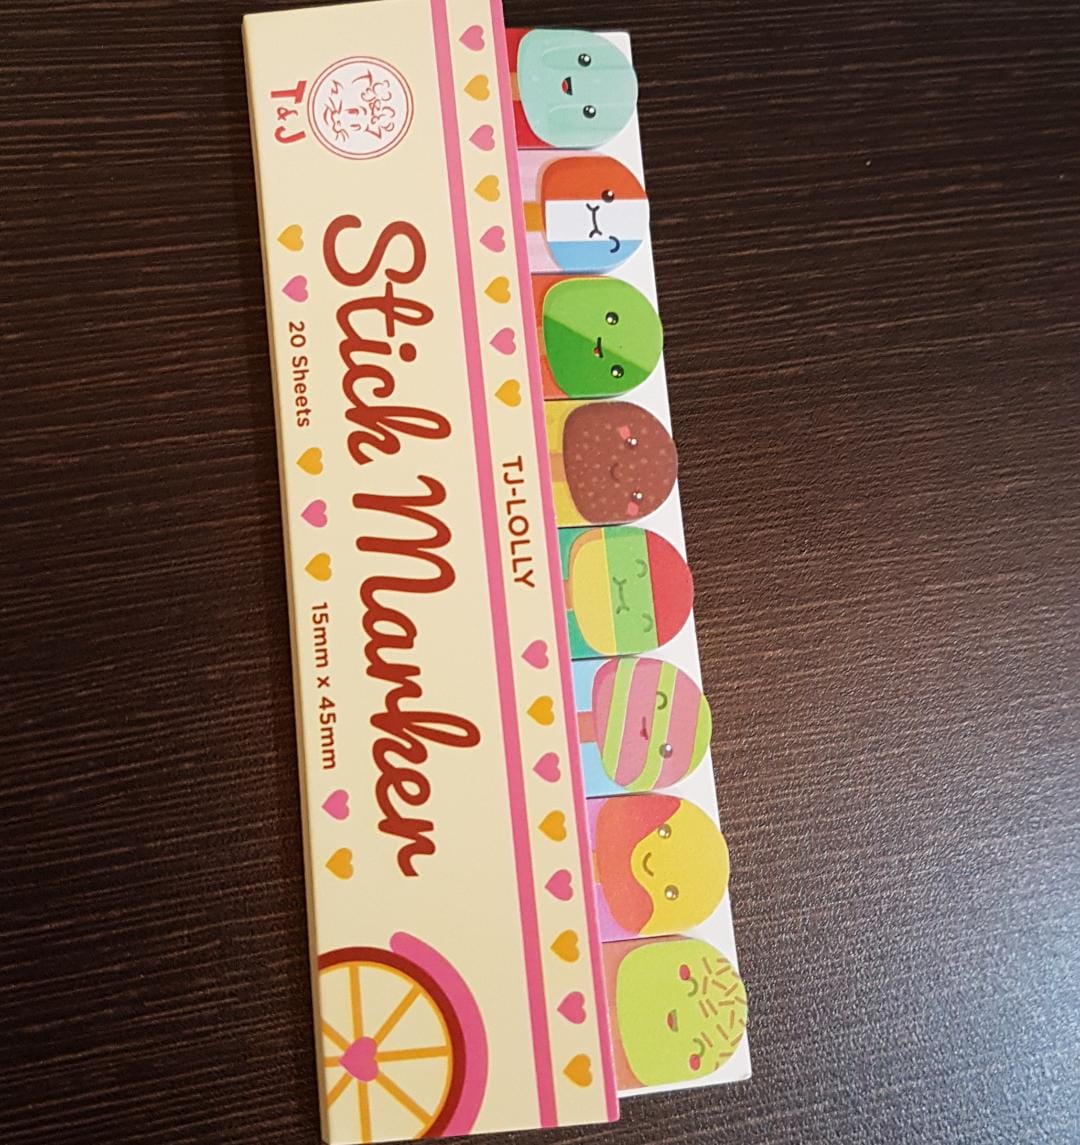 TJ-LOLLY
T&J
Stick Marker
20 Sheets 15mm x 45mm